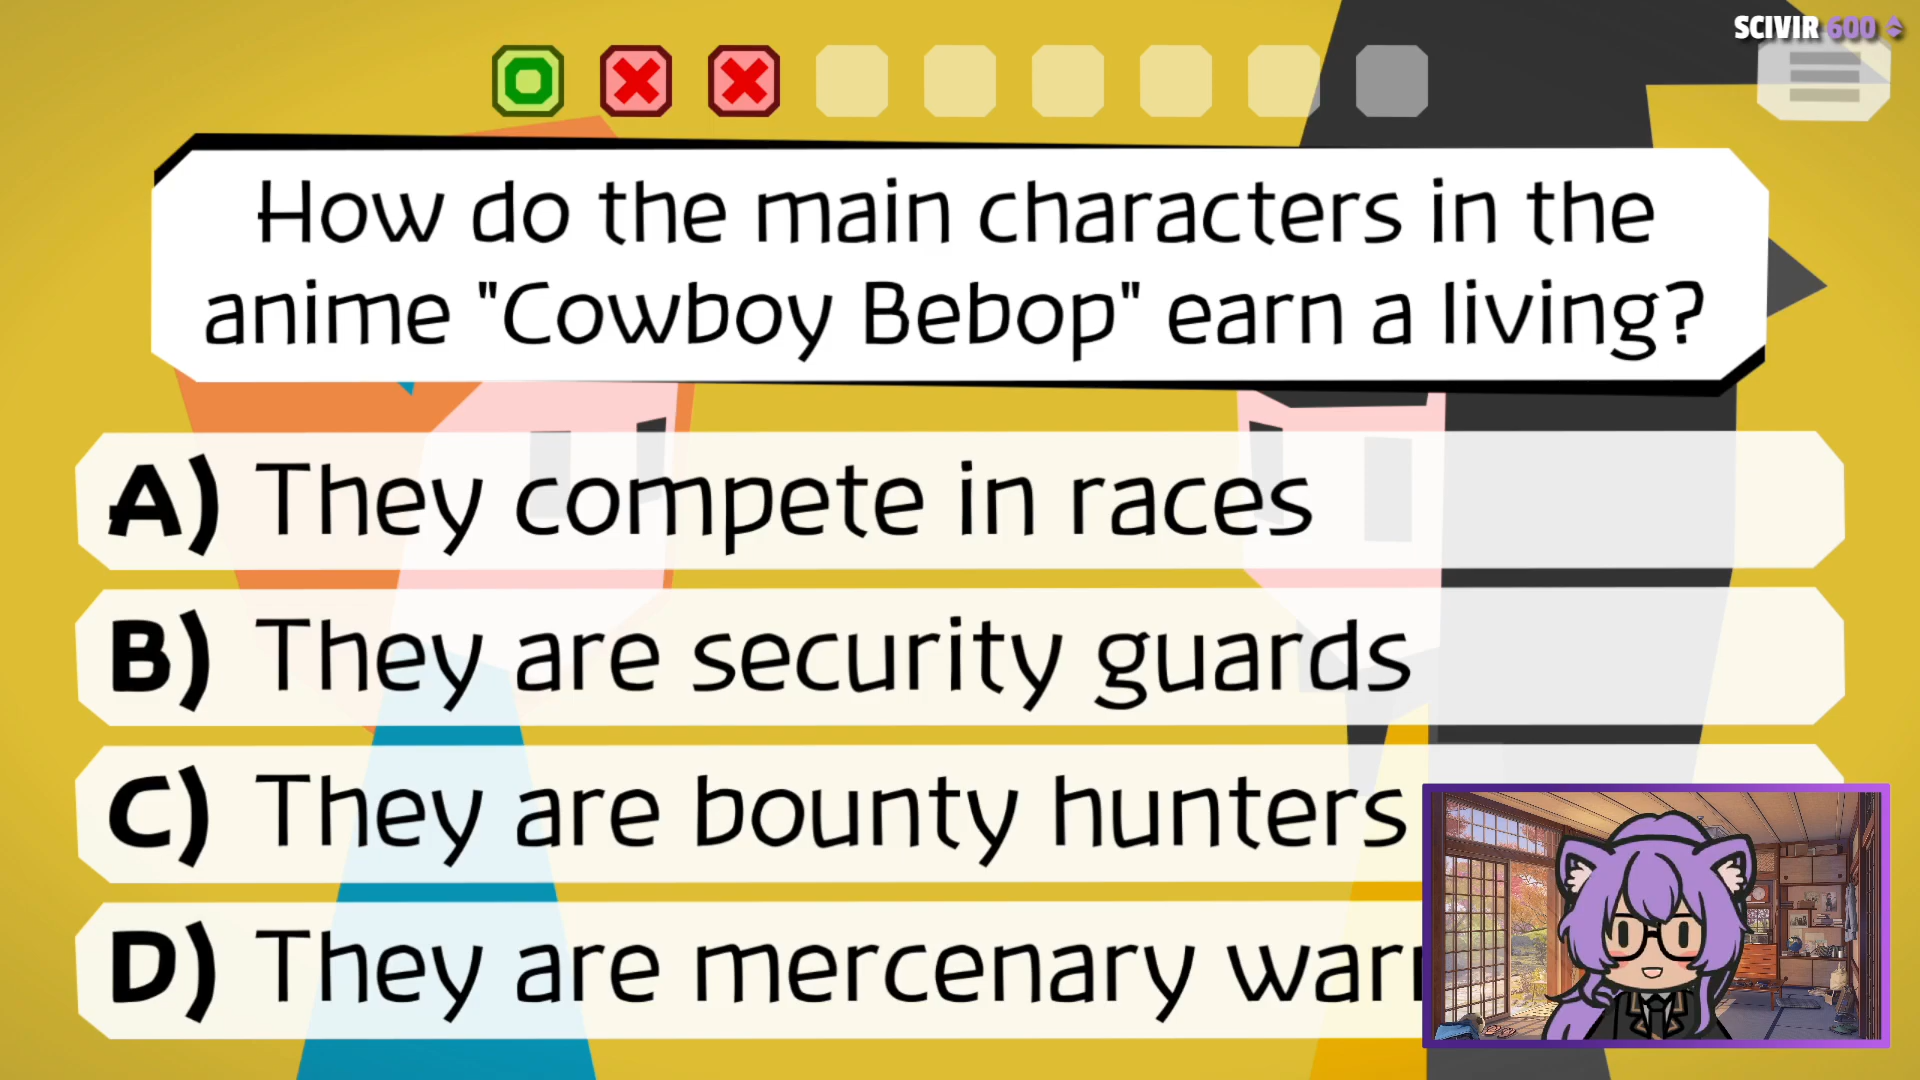 SCIVIR 600
How do the main characters in the
anime "Cowboy Bebop" earn a living?
A) They compete in races
B) They are security guards
C) They are bounty hunters
D) They are mercenary